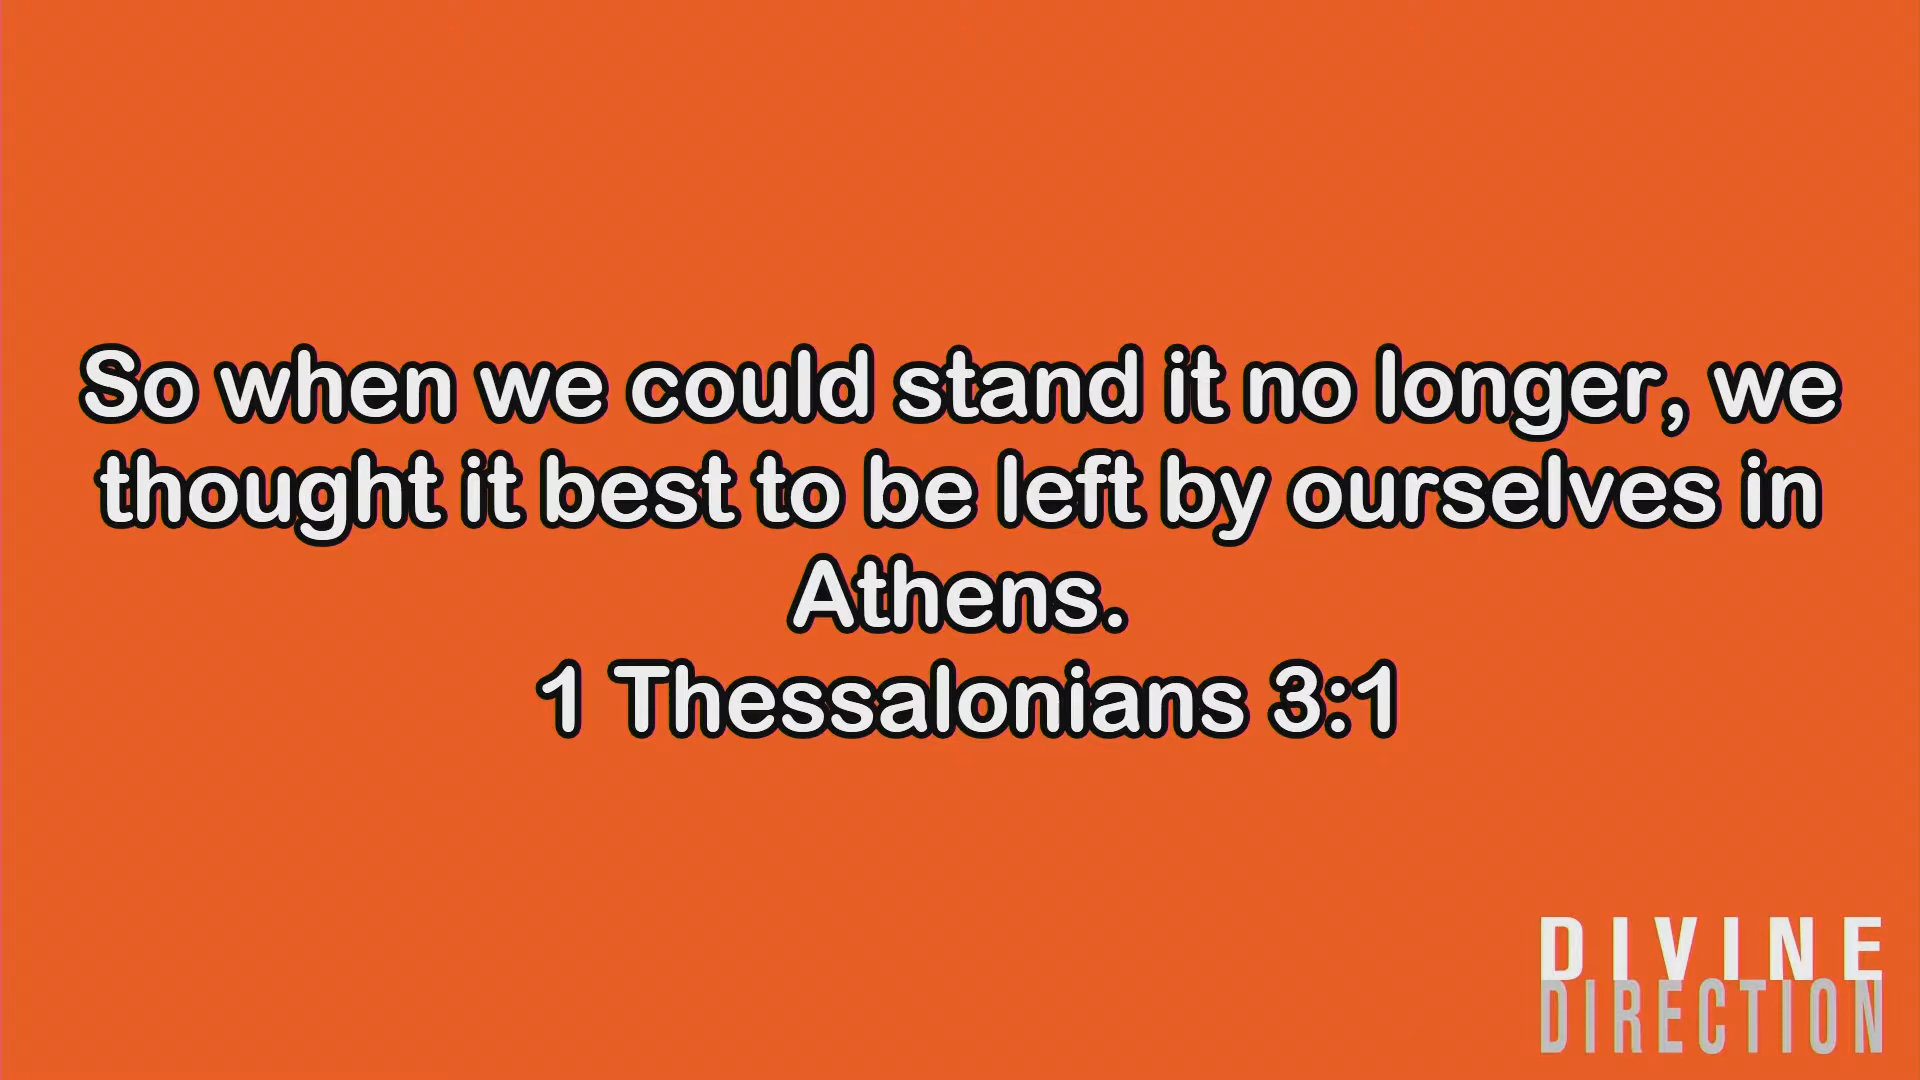 So when we could stand it no longer, we
thought it best to be left by ourselves in
Athens.
1 Thessalonians 3:1
DIVINE
DIRECTION